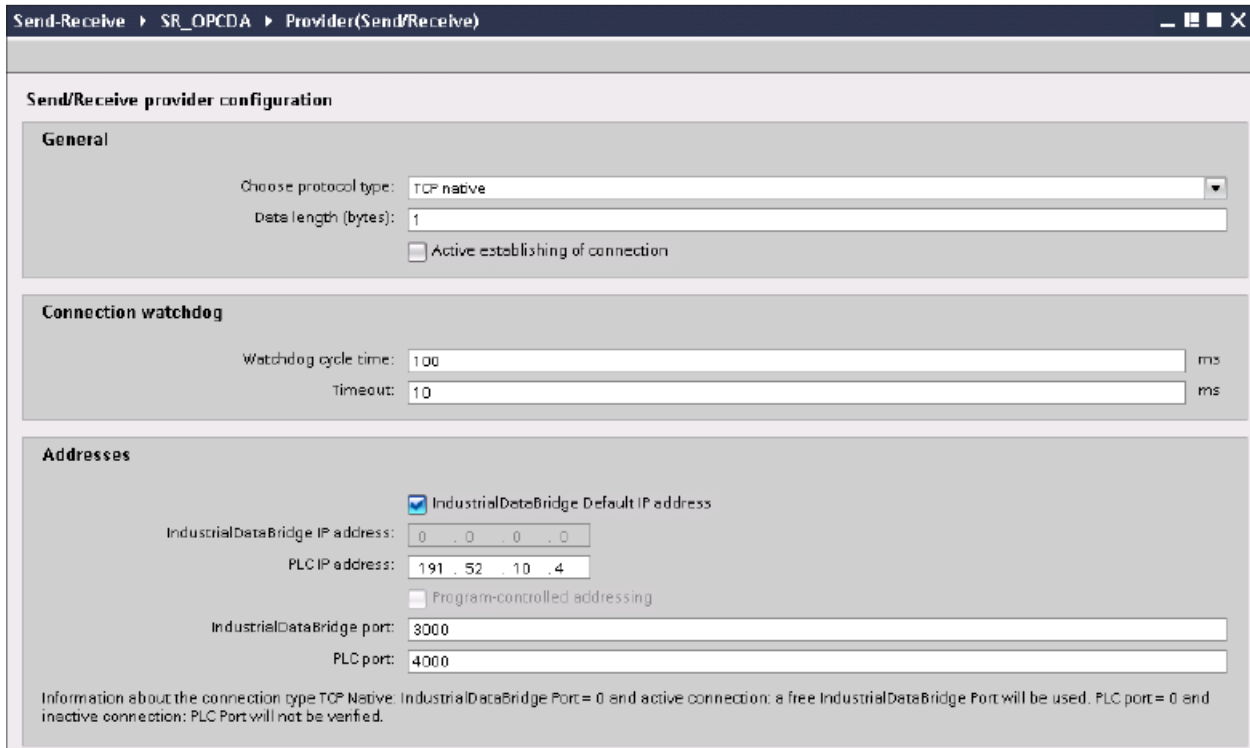 Send-Receive ▸ SR_OPCDA ▸ Provider(Send/Receive)
Send/Receive provider configuration
General
Choose protocol type: TCP native
Data length (bytes): 1
Active establishing of connection
Connection watchdog
Watchdog cycle time: 100 ms
Timeout: 10 ms
Addresses
IndustrialDataBridge Default IP address
IndustrialDataBridge IP address: 0 . 0 . 0 . 0
PLC IP address: 191 . 52 . 10 . 4
Program-controlled addressing
IndustrialDataBridge port: 3000
PLC port: 4000
Information about the connection type TCP Native: IndustrialDataBridge Port = 0 and active connection: a free IndustrialDataBridge Port will be used. PLC port = 0 and
inactive connection: PLC Port will not be verified.